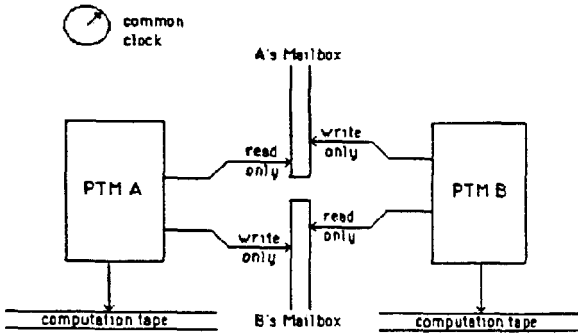 common
clock
A's Mailbox
write
only
read
only
PTM A
PTM B
read
only
write
only
computation tape
B's Mailbox
computation tape